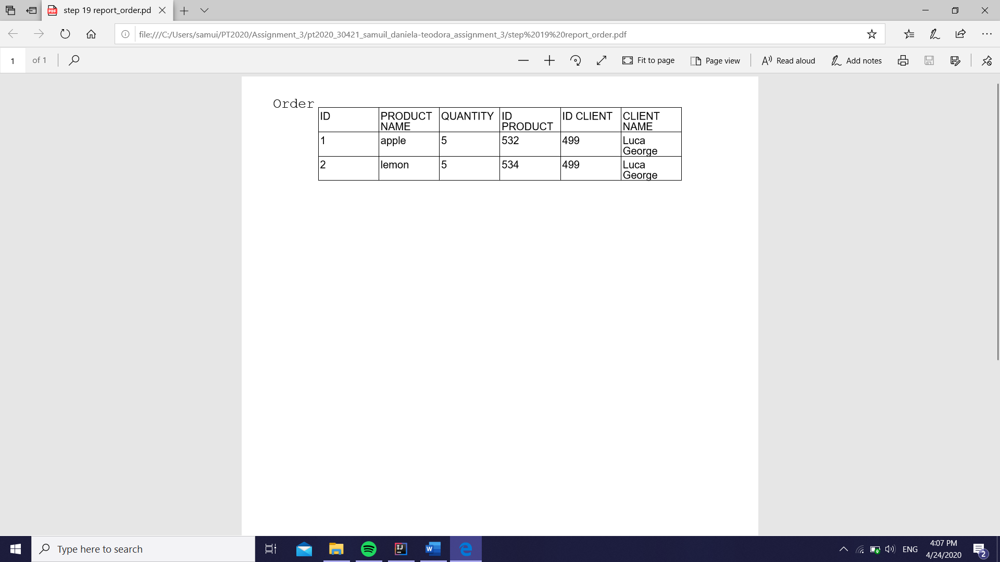 step 19 report_order.pd
file:///C:/Users/samui/PT2020/Assignment_3/pt2020_30421_samuil_daniela-teodora_assignment_3/step%2019%20report_order.pdf
1 of 1 Fit to page Page view Read aloud Add notes
Order
ID PRODUCT NAME QUANTITY ID PRODUCT ID CLIENT CLIENT NAME
1 apple 5 532 499 Luca George
2 lemon 5 534 499 Luca George
Type here to search
ENG
4:07 PM
4/24/2020
2